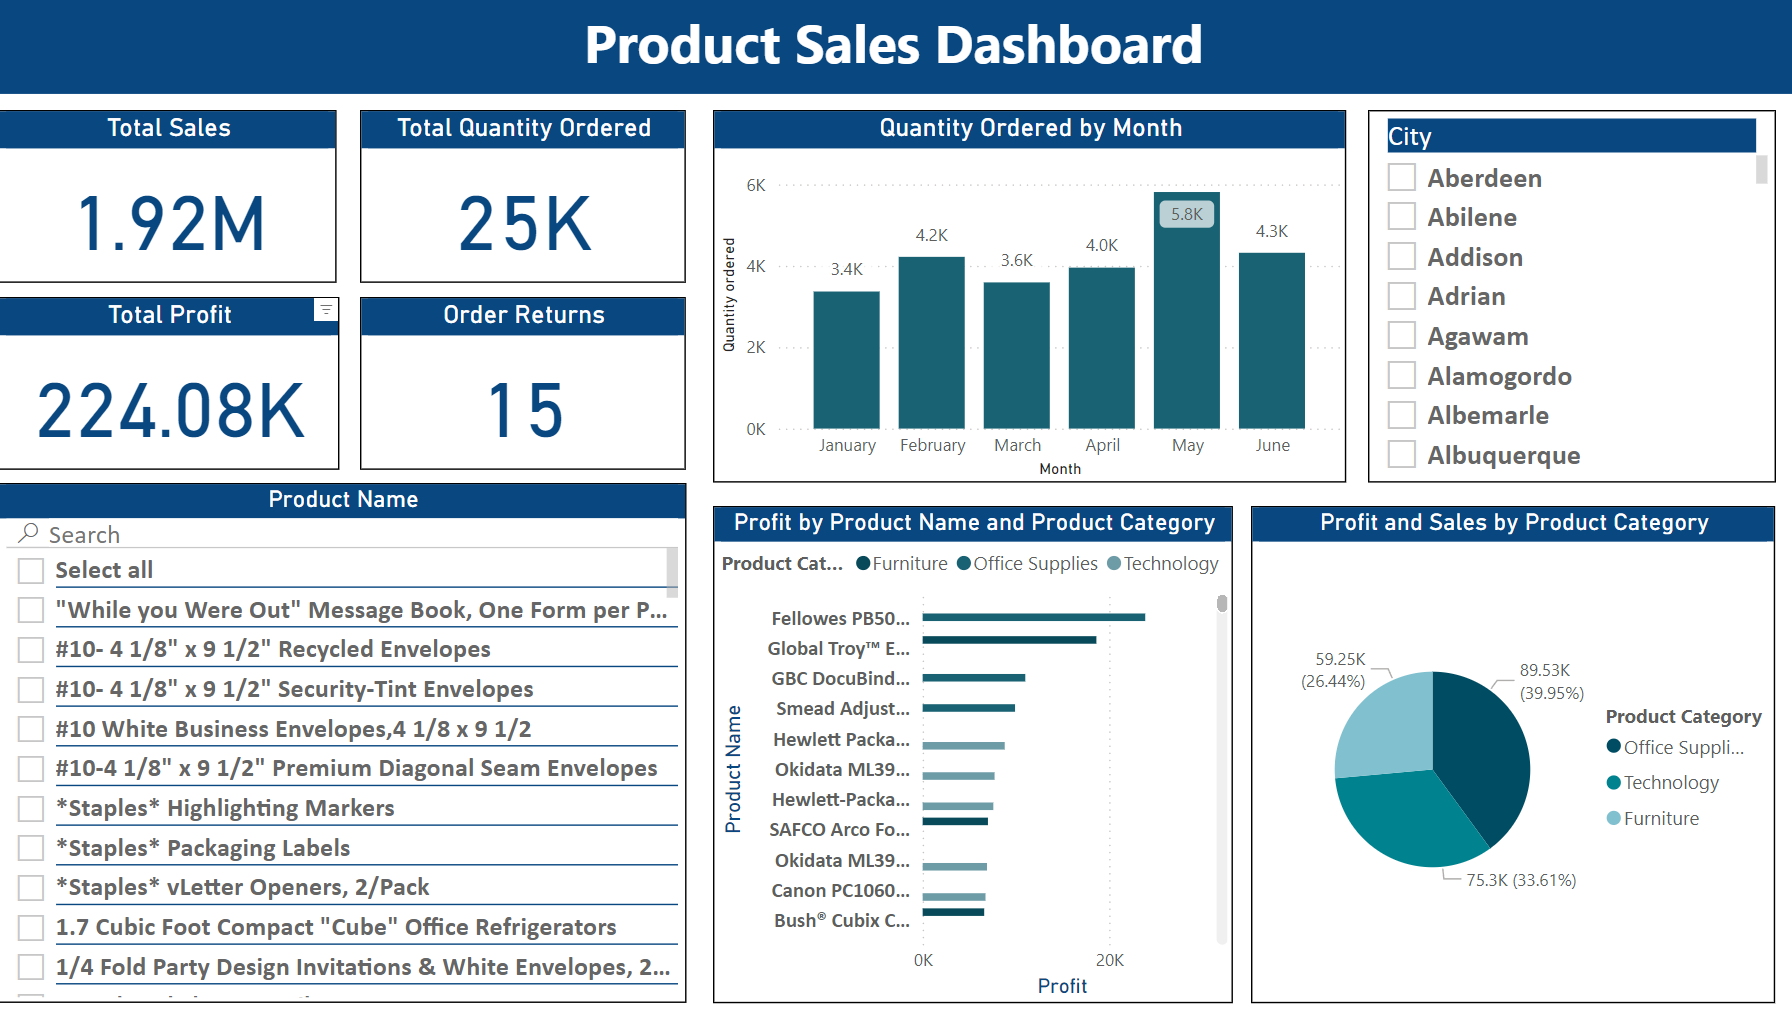 Product Sales Dashboard
Total Sales
1.92M
Total Quantity Ordered
25K
Total Profit
224.08K
Order Returns
15
Quantity Ordered by Month
Quantity ordered
6K
4K
2K
0K
3.4K
4.2K
3.6K
4.0K
5.8K
4.3K
January
February
March
April
May
June
Month
City
Aberdeen
Abilene
Addison
Adrian
Agawam
Alamogordo
Albemarle
Albuquerque
Product Name
Search
Select all
"While you Were Out" Message Book, One Form per P...
#10- 4 1/8" x 9 1/2" Recycled Envelopes
#10- 4 1/8" x 9 1/2" Security-Tint Envelopes
#10 White Business Envelopes,4 1/8 x 9 1/2
#10-4 1/8" x 9 1/2" Premium Diagonal Seam Envelopes
*Staples* Highlighting Markers
*Staples* Packaging Labels
*Staples* vLetter Openers, 2/Pack
1.7 Cubic Foot Compact "Cube" Office Refrigerators
1/4 Fold Party Design Invitations & White Envelopes, 2...
Profit by Product Name and Product Category
Product Cat... Furniture Office Supplies Technology
Product Name
Fellowes PB50...
Global Troy™ E...
GBC DocuBind...
Smead Adjust...
Hewlett Packa...
Okidata ML39...
Hewlett-Packa...
SAFCO Arco Fo...
Okidata ML39...
Canon PC1060...
Bush® Cubix C...
0K
20K
Profit
Profit and Sales by Product Category
59.25K
(26.44%)
89.53K
(39.95%)
75.3K (33.61%)
Product Category
Office Suppli...
Technology
Furniture